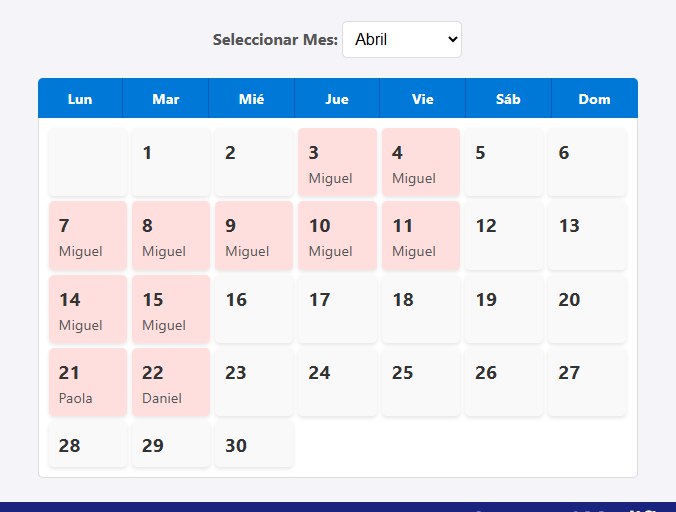 Seleccionar Mes: Abril
Lun Mar Mié Jue Vie Sáb Dom
1 2 3 4 5 6
Miguel Miguel
7 8 9 10 11 12 13
Miguel Miguel Miguel Miguel Miguel
14 15 16 17 18 19 20
Miguel Miguel
21 22 23 24 25 26 27
Paola Daniel
28 29 30